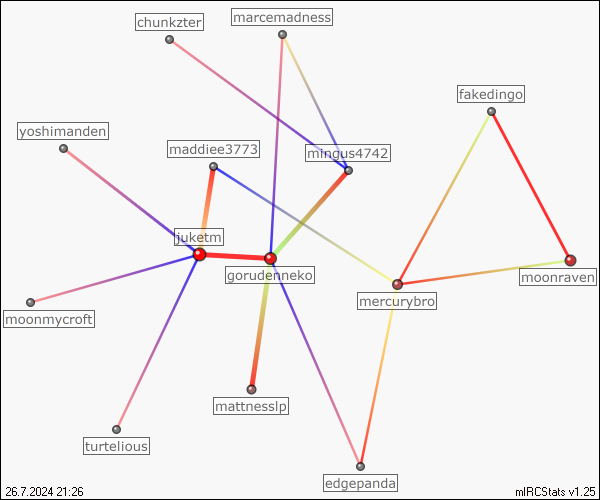 chunkzter
marcemadness
fakedingo
yoshimanden
maddiee3773
mingus4742
juketm
gorudenneko
moonraven
mercurybro
moonmycroft
mattnesslp
turtelious
edgepanda
26.7.2024 21:26
mIRCStats v1.25